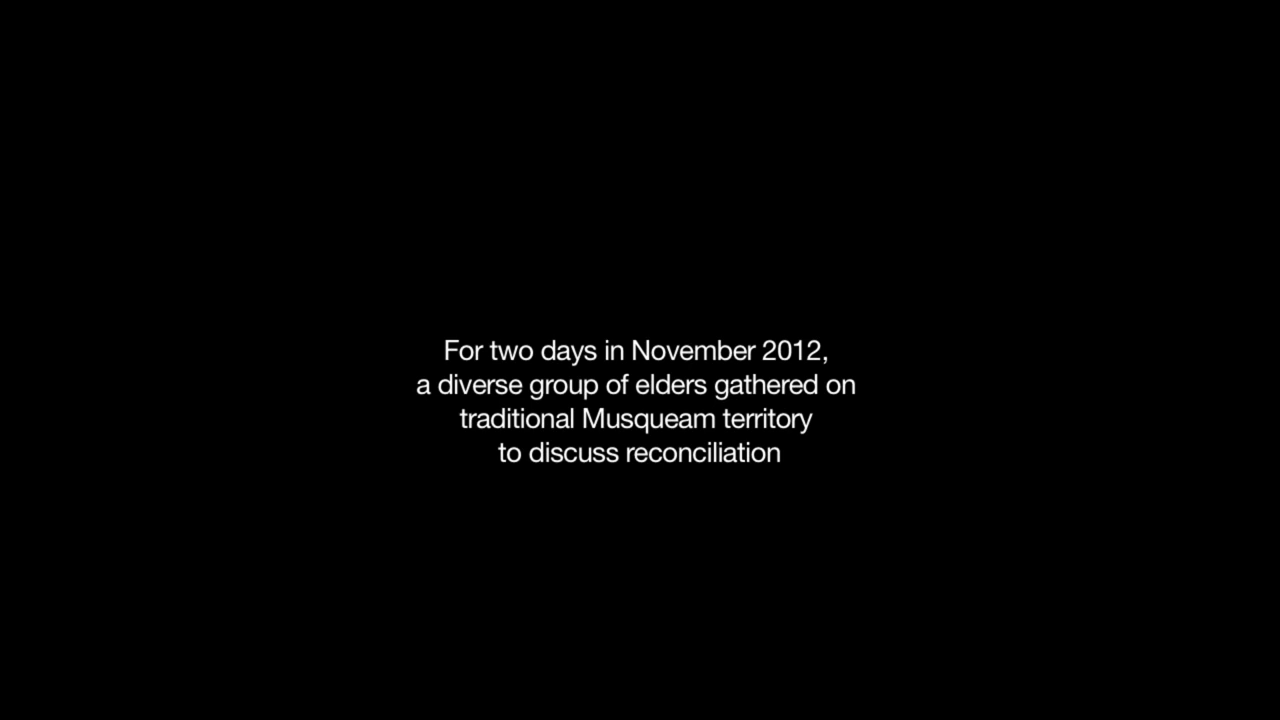 For two days in November 2012,
a diverse group of elders gathered on
traditional Musqueam territory
to discuss reconciliation